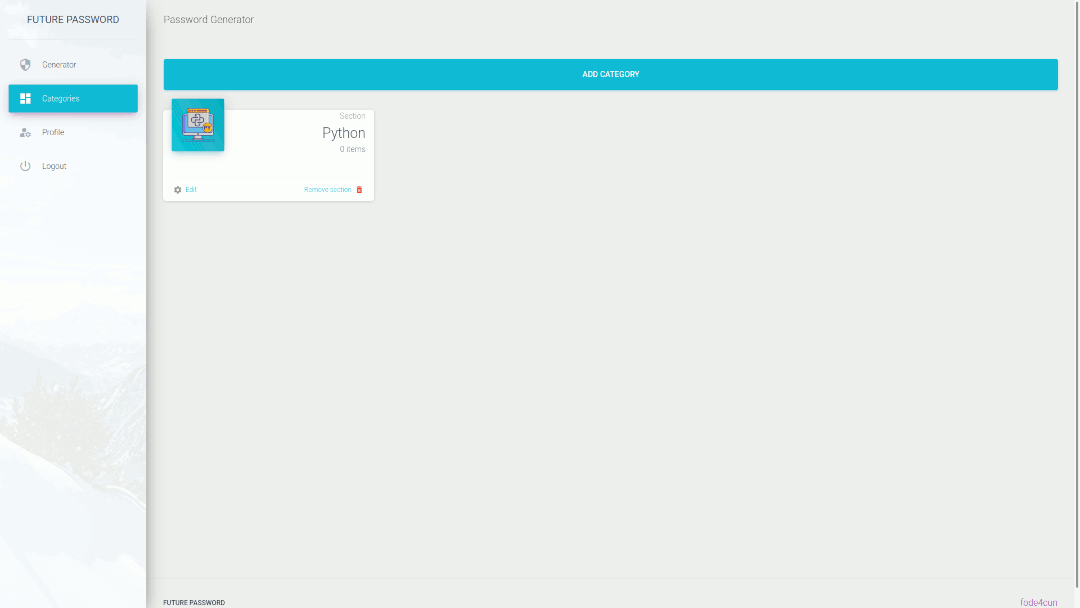 FUTURE PASSWORD
Generator
Categories
Profile
Logout
Password Generator
ADD CATEGORY
Section
Python
0 items
Edit
Remove section
FUTURE PASSWORD
fode4cun